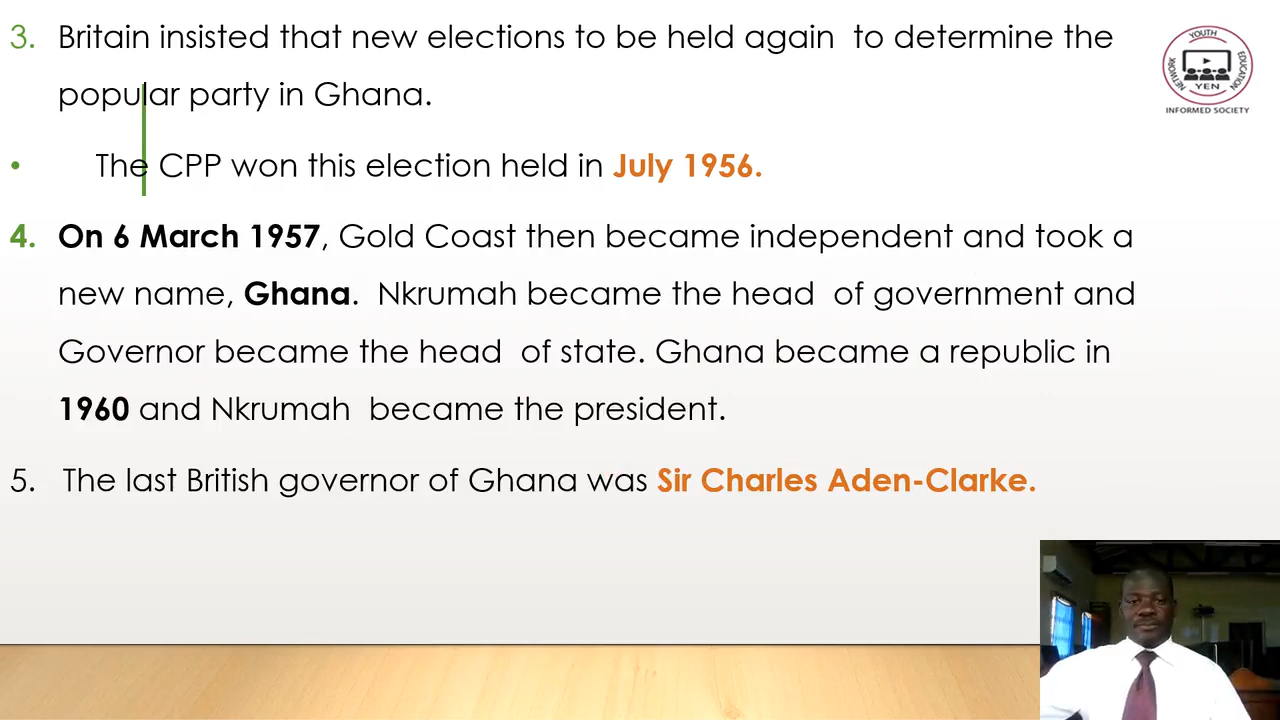 3. Britain insisted that new elections to be held again to determine the
popular party in Ghana.
• The CPP won this election held in July 1956.
4. On 6 March 1957, Gold Coast then became independent and took a
new name, Ghana. Nkrumah became the head of government and
Governor became the head of state. Ghana became a republic in
1960 and Nkrumah became the president.
5. The last British governor of Ghana was Sir Charles Aden-Clarke.
YOUTH
EDUCATION
NETWORK
YEN
INFORMED SOCIETY